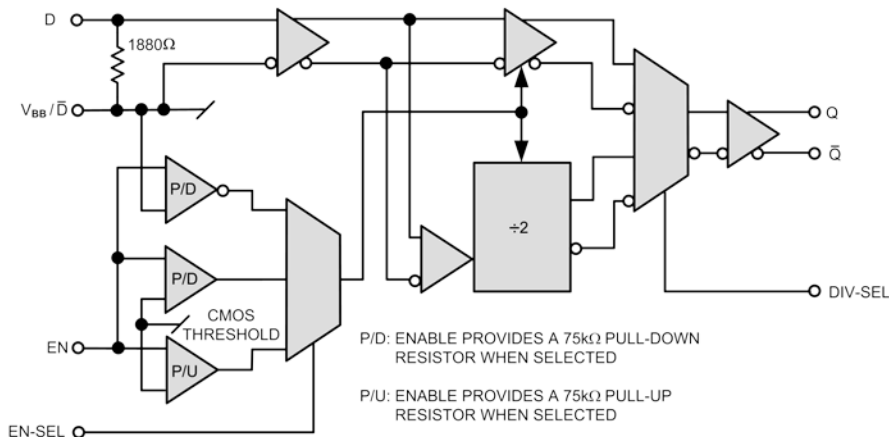 D
1880Ω
V_BB / D̅
P/D
P/D
CMOS
THRESHOLD
EN
P/U
EN-SEL
÷2
Q
Q̅
DIV-SEL
P/D: ENABLE PROVIDES A 75kΩ PULL-DOWN
RESISTOR WHEN SELECTED
P/U: ENABLE PROVIDES A 75kΩ PULL-UP
RESISTOR WHEN SELECTED